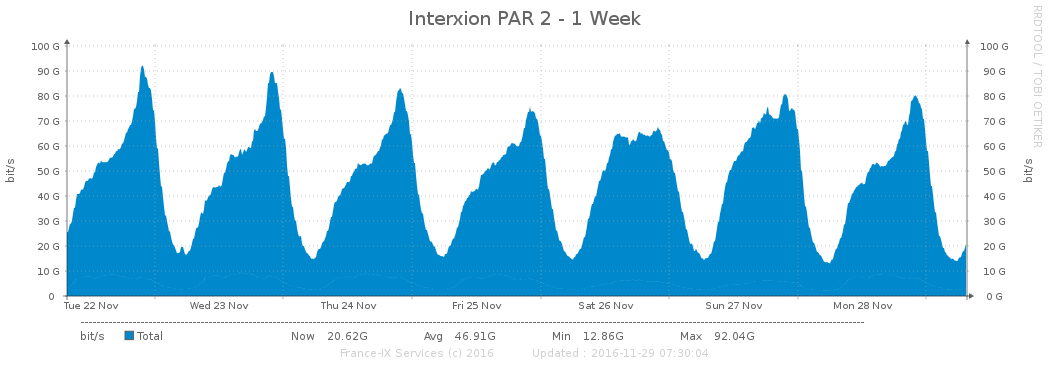 Interxion PAR 2 - 1 Week
RRDTOOL / TOBI OETIKER
100 G 100 G
90 G 90 G
80 G 80 G
70 G 70 G
60 G 60 G
50 G 50 G
40 G 40 G
30 G 30 G
20 G 20 G
10 G 10 G
0 0 G
bit/s bit/s
Tue 22 Nov Wed 23 Nov Thu 24 Nov Fri 25 Nov Sat 26 Nov Sun 27 Nov Mon 28 Nov
bit/s Total Now 20.62G Avg 46.91G Min 12.86G Max 92.04G
France-IX Services (c) 2016 Updated : 2016-11-29 07:30:04